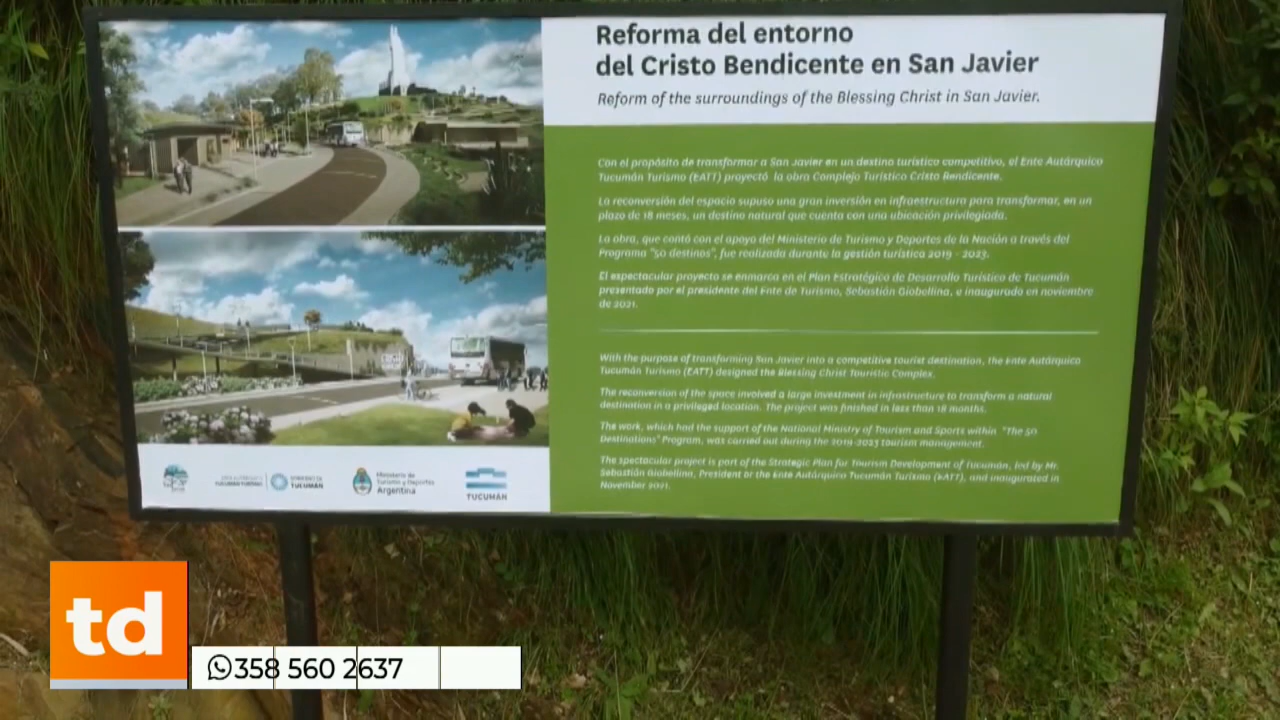 Reforma del entorno
del Cristo Bendicente en San Javier
Reform of the surroundings of the Blessing Christ in San Javier.
Con el propósito de transformar a San Javier en un destino turístico competitivo, el Ente Autárquico
Tucumán Turismo (EATT) proyectó la obra Complejo Turístico Cristo Bendicente.
La reconversión del espacio supuso una gran inversión en infraestructura para transformar, en un
plazo de 18 meses, un destino natural que cuenta con una ubicación privilegiada.
La obra, que contó con el apoyo del Ministerio de Turismo y Deportes de la Nación a través del
Programa "50 destinos", fue realizada durante la gestión turística 2019 - 2023.
El espectacular proyecto se enmarca en el Plan Estratégico de Desarrollo Turístico de Tucumán
presentado por el presidente del Ente de Turismo, Sebastián Giobellina, e inaugurado en noviembre
de 2021.
With the purpose of transforming San Javier into a competitive tourist destination, the Ente Autárquico
Tucumán Turismo (EATT) designed the Blessing Christ Touristic Complex.
The reconversion of the space involved a large investment in infrastructure to transform a natural
destination in a privileged location. The project was finished in less than 18 months.
The work, which had the support of the National Ministry of Tourism and Sports within "The 50
Destinations" Program, was carried out during the 2019-2023 tourism management.
The spectacular project is part of the Strategic Plan for Tourism Development of Tucumán, led by Mr.
Sebastián Giobellina, President or the Ente Autárquico Tucumán Turismo (EATT), and inaugurated in
November 2021.
TUCUMÁN TURISMO
GOBIERNO DE
TUCUMÁN
Ministerio de
Turismo y Deportes
Argentina
TUCUMÁN
td
358 560 2637